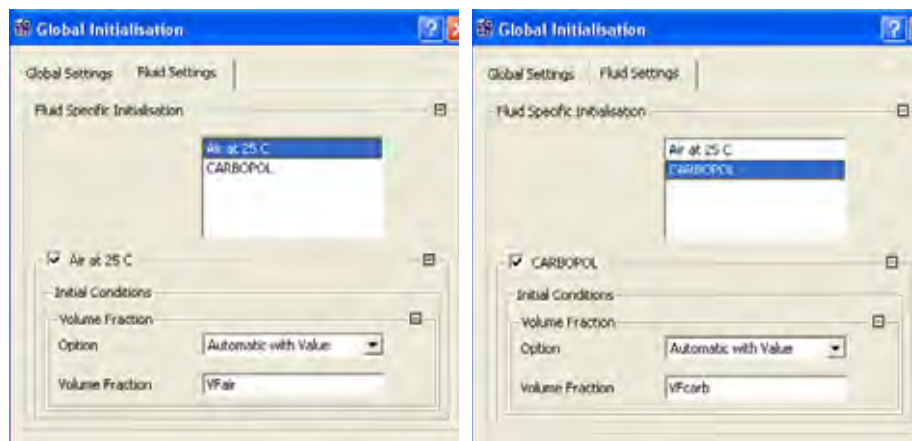 Global Initialisation
Global Settings
Fluid Settings
Fluid Specific Initialisation
Air at 25 C
CARBOPOL
Air at 25 C
Initial Conditions
Volume Fraction
Option
Automatic with Value
Volume Fraction
VFair
Global Initialisation
Global Settings
Fluid Settings
Fluid Specific Initialisation
Air at 25 C
CARBOPOL
CARBOPOL
Initial Conditions
Volume Fraction
Option
Automatic with Value
Volume Fraction
VFcarb